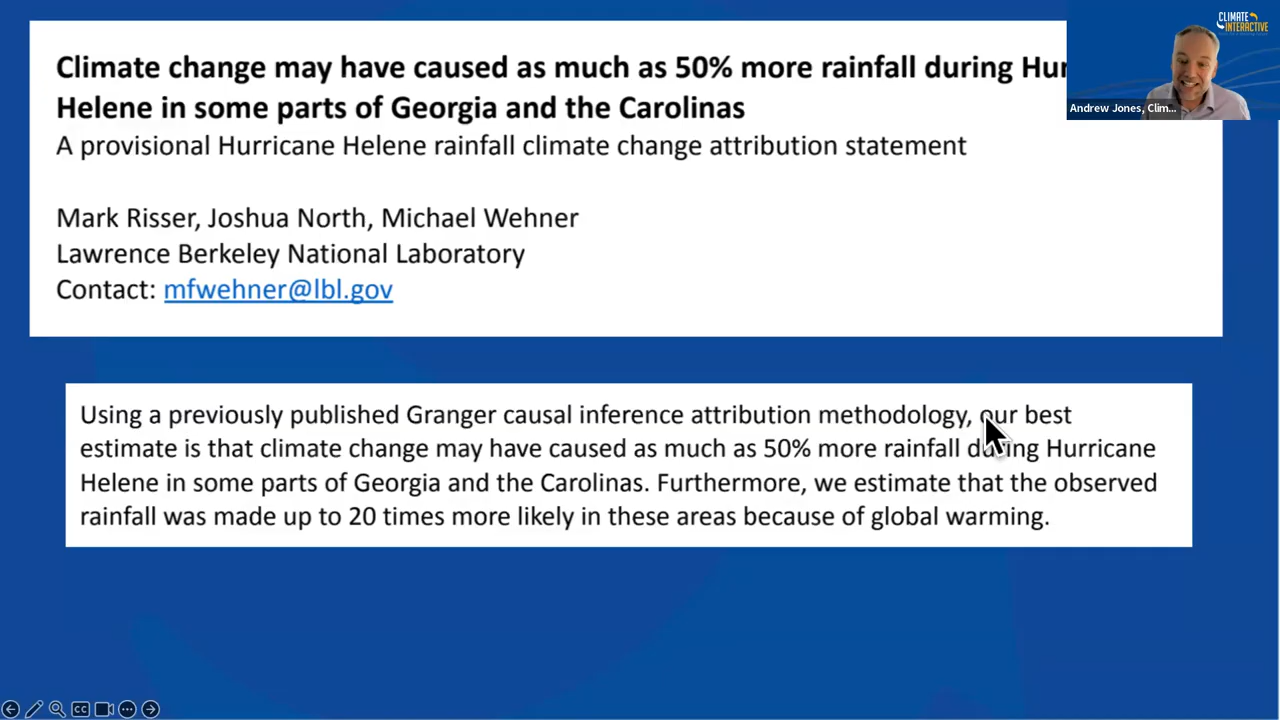 Climate change may have caused as much as 50% more rainfall during Hur
Helene in some parts of Georgia and the Carolinas
A provisional Hurricane Helene rainfall climate change attribution statement
Mark Risser, Joshua North, Michael Wehner
Lawrence Berkeley National Laboratory
Contact: mfwehner@lbl.gov
CLIMATE
INTERACTIVE
Andrew Jones, Clim...
Using a previously published Granger causal inference attribution methodology, our best
estimate is that climate change may have caused as much as 50% more rainfall during Hurricane
Helene in some parts of Georgia and the Carolinas. Furthermore, we estimate that the observed
rainfall was made up to 20 times more likely in these areas because of global warming.
CC